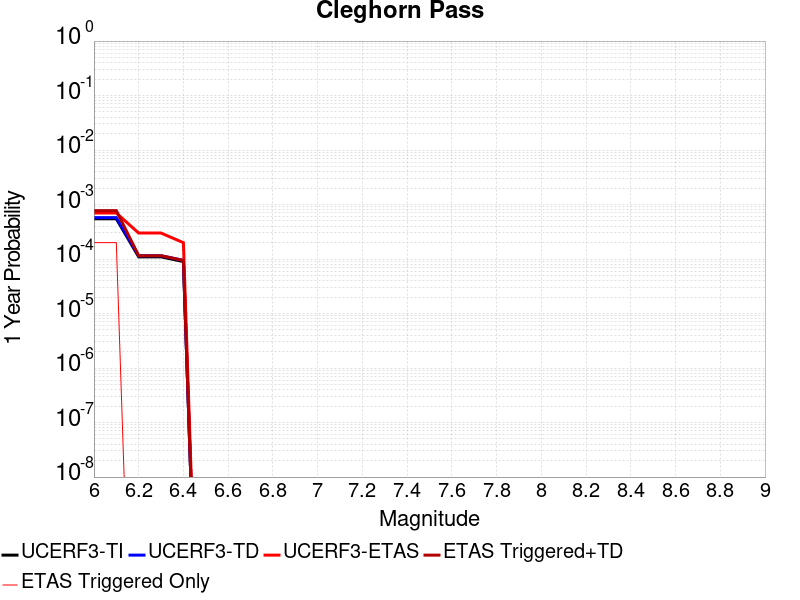 Cleghorn Pass
10^0
10^-1
10^-2
10^-3
10^-4
10^-5
10^-6
10^-7
10^-8
1 Year Probability
6 6.2 6.4 6.6 6.8 7 7.2 7.4 7.6 7.8 8 8.2 8.4 8.6 8.8 9
Magnitude
UCERF3-TI UCERF3-TD UCERF3-ETAS ETAS Triggered+TD
ETAS Triggered Only